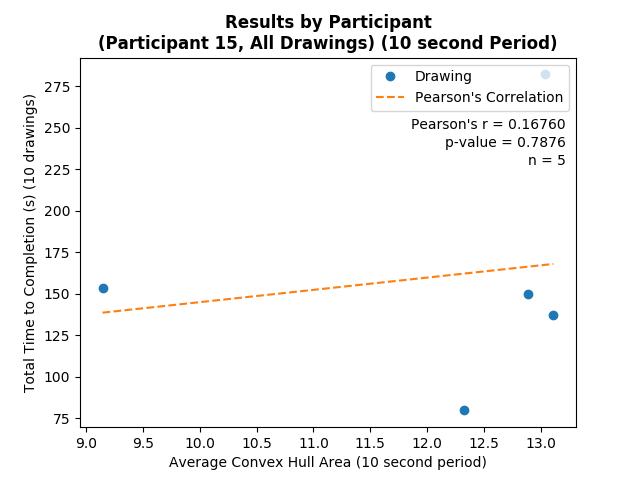 Results by Participant
(Participant 15, All Drawings) (10 second Period)
Drawing
Pearson's Correlation
Pearson's r = 0.16760
p-value = 0.7876
n = 5
Total Time to Completion (s) (10 drawings)
275
250
225
200
175
150
125
100
75
9.0 9.5 10.0 10.5 11.0 11.5 12.0 12.5 13.0
Average Convex Hull Area (10 second period)